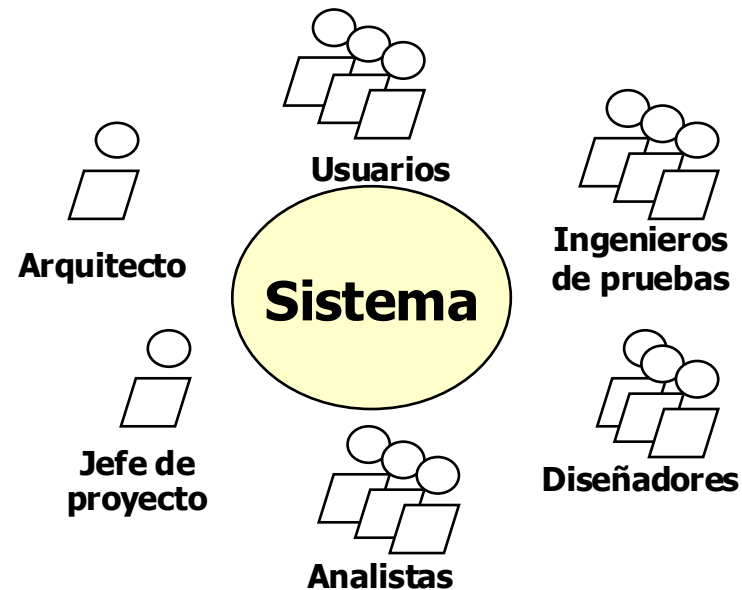 Usuarios
Arquitecto
Ingenieros
de pruebas
Sistema
Jefe de
proyecto
Diseñadores
Analistas